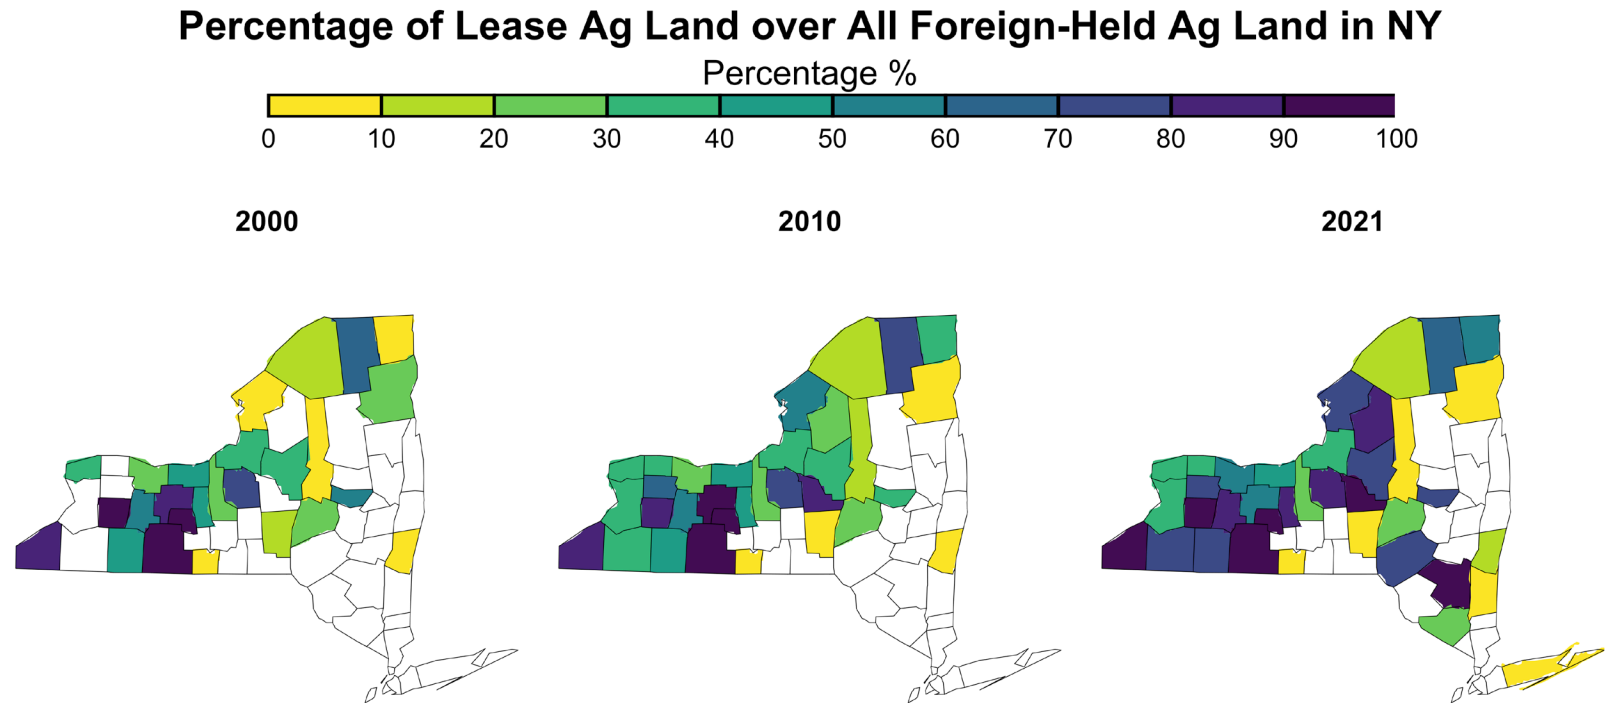 Percentage of Lease Ag Land over All Foreign-Held Ag Land in NY
Percentage %
0 10 20 30 40 50 60 70 80 90 100
2000 2010 2021